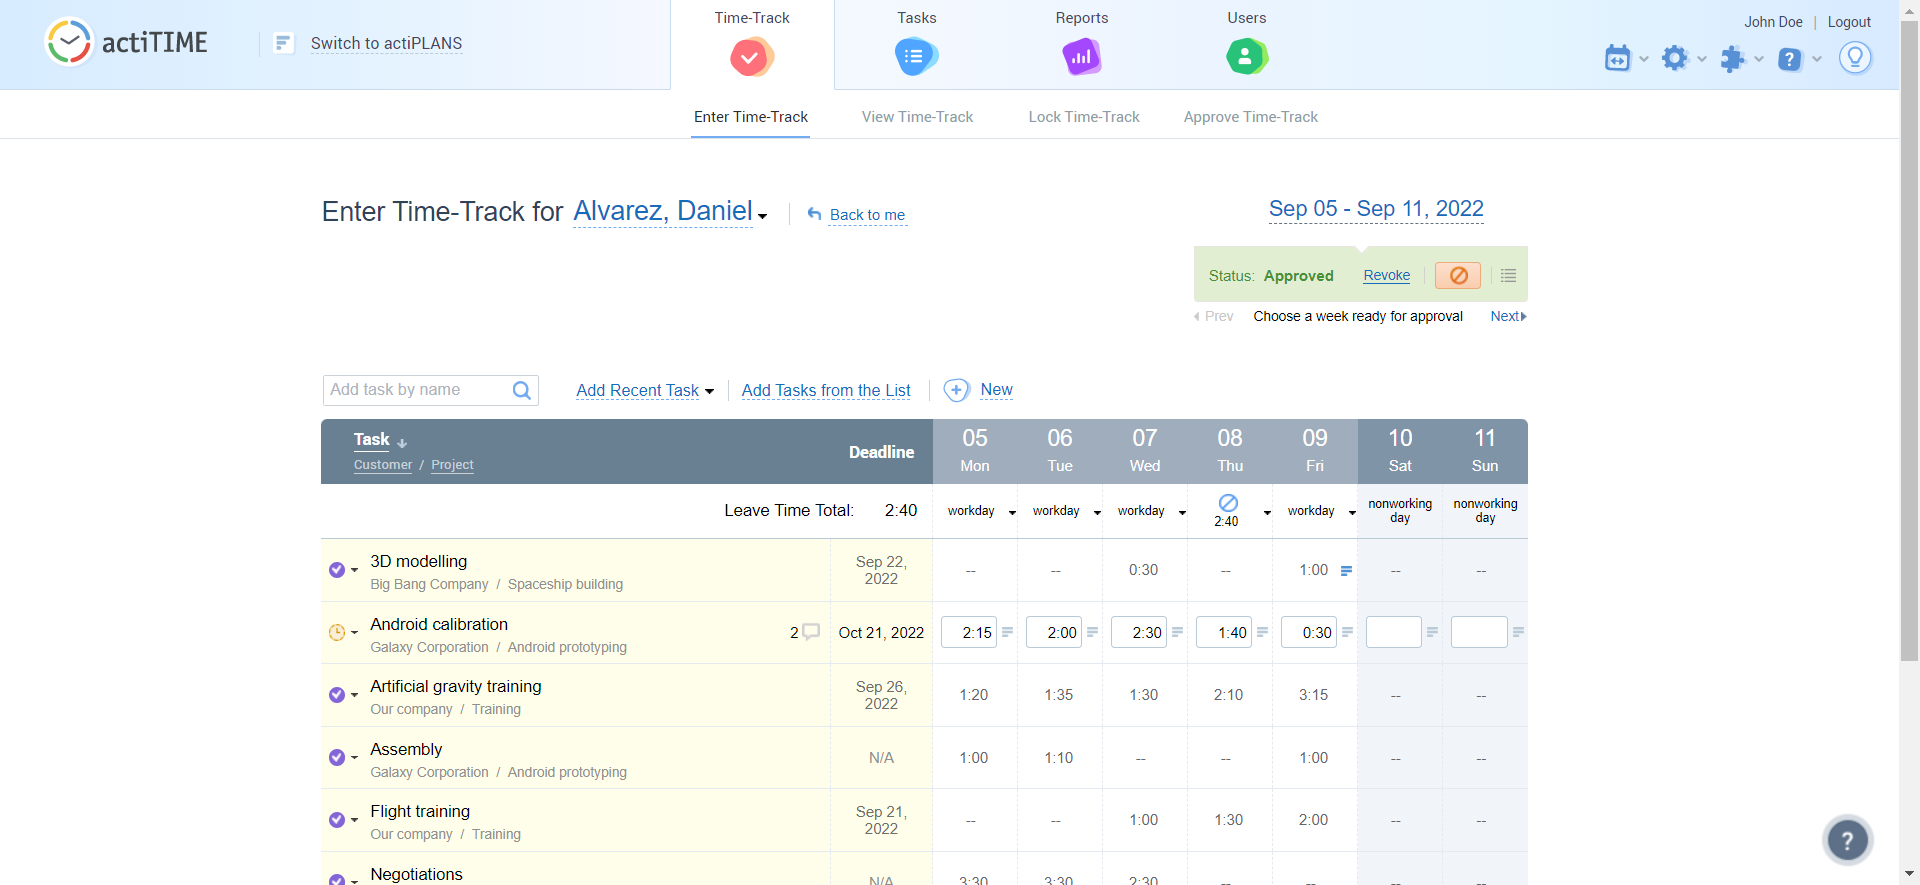 actiTIME
Switch to actiPLANS
Time-Track
Tasks
Reports
Users
John Doe | Logout
Enter Time-Track
View Time-Track
Lock Time-Track
Approve Time-Track
Enter Time-Track for Alvarez, Daniel
Back to me
Sep 05 - Sep 11, 2022
Status: Approved
Revoke
Prev
Choose a week ready for approval
Next
Add task by name
Add Recent Task
Add Tasks from the List
New
Task
Customer / Project
Deadline
05 Mon
06 Tue
07 Wed
08 Thu
09 Fri
10 Sat
11 Sun
Leave Time Total: 2:40
workday
workday
workday
2:40
workday
nonworking day
nonworking day
3D modelling
Big Bang Company / Spaceship building
Sep 22, 2022
-- -- 0:30 -- 1:00 -- --
Android calibration
Galaxy Corporation / Android prototyping
2
Oct 21, 2022
2:15 2:00 2:30 1:40 0:30
Artificial gravity training
Our company / Training
Sep 26, 2022
1:20 1:35 1:30 2:10 3:15 -- --
Assembly
Galaxy Corporation / Android prototyping
N/A
1:00 1:10 -- -- 1:00 -- --
Flight training
Our company / Training
Sep 21, 2022
-- -- 1:00 1:30 2:00 -- --
Negotiations
N/A
3:30 3:30 2:30 -- -- -- --
?